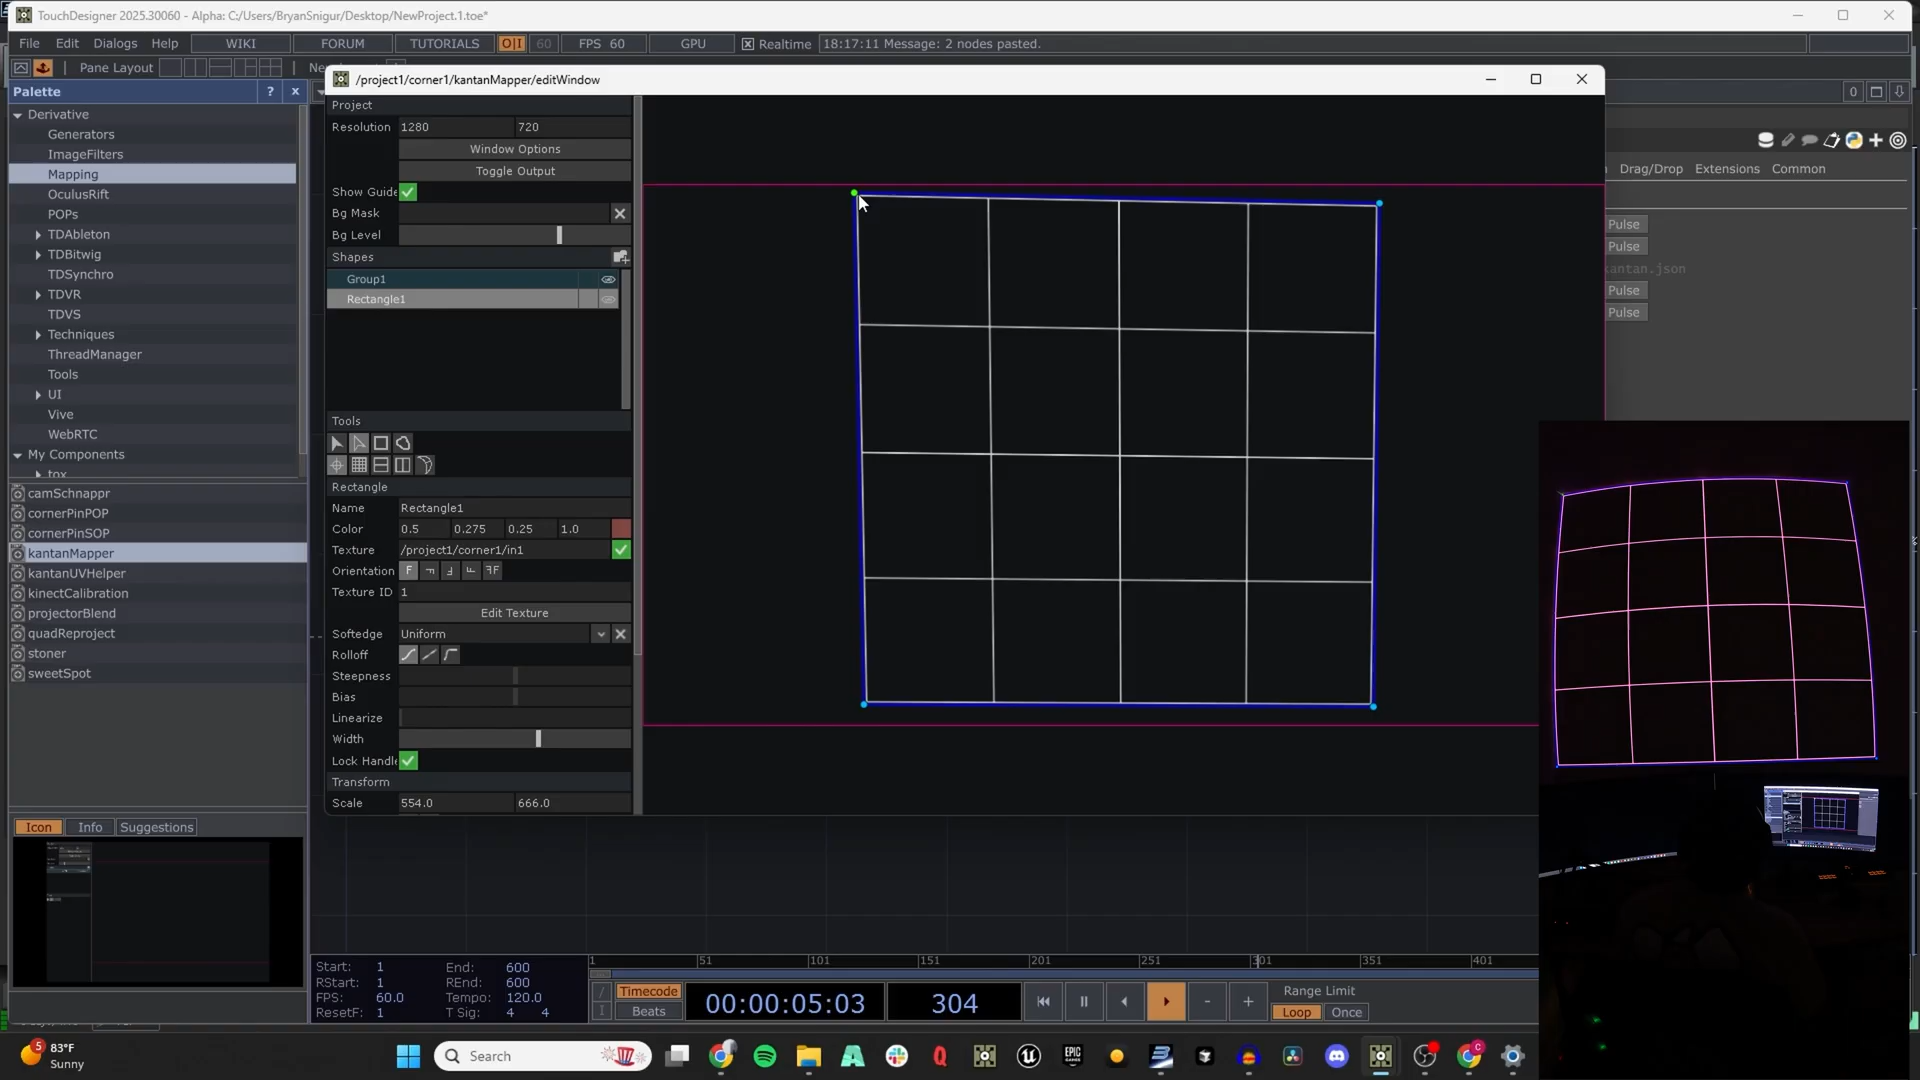 TouchDesigner 2025.30060 - Alpha: C:/Users/BryanSnigur/Desktop/NewProject.1.toe*
File Edit Dialogs Help WIKI FORUM TUTORIALS O|I 60 FPS 60 GPU Realtime 18:17:11 Message: 2 nodes pasted.
Pane Layout
Palette ? x
/project1/corner1/kantanMapper/editWindow
0
Derivative
Generators
ImageFilters
Mapping
OculusRift
POPs
TDAbleton
TDBitwig
TDSynchro
TDVR
TDVS
Techniques
ThreadManager
Tools
UI
Vive
WebRTC
My Components
tox
camSchnappr
cornerPinPOP
cornerPinSOP
kantanMapper
kantanUVHelper
kinectCalibration
projectorBlend
quadReproject
stoner
sweetSpot
Icon Info Suggestions
Project
Resolution 1280 720
Window Options
Toggle Output
Show Guide
Bg Mask
Bg Level
Shapes
Group1
Rectangle1
Tools
Rectangle
Name Rectangle1
Color 0.5 0.275 0.25 1.0
Texture /project1/corner1/in1
Orientation
Texture ID 1
Edit Texture
Softedge Uniform
Rolloff
Steepness
Bias
Linearize
Width
Lock Handle
Transform
Scale 554.0 666.0
Drag/Drop Extensions Common
Pulse
Pulse
kantan.json
Pulse
Pulse
Start: 1 End: 600
RStart: 1 REnd: 600
FPS: 60.0 Tempo: 120.0
ResetF: 1 T Sig: 4 4
1 51 101 151 201 251 301 351 401
Timecode
Beats
00:00:05:03 304
- +
Range Limit
Loop Once
5
83°F
Sunny
Search